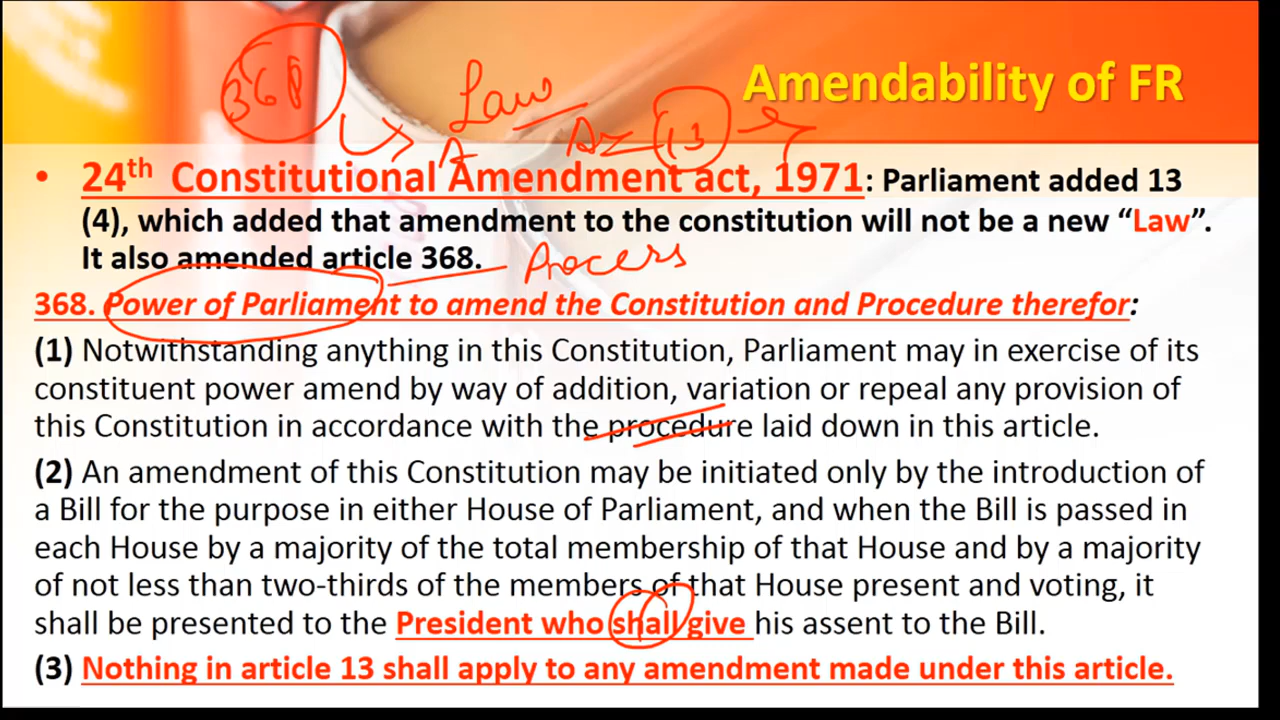 Amendability of FR
368
Law
Ar 13
• 24th Constitutional Amendment act, 1971: Parliament added 13
(4), which added that amendment to the constitution will not be a new “Law”.
It also amended article 368.
Process
368. Power of Parliament to amend the Constitution and Procedure therefor:
(1) Notwithstanding anything in this Constitution, Parliament may in exercise of its
constituent power amend by way of addition, variation or repeal any provision of
this Constitution in accordance with the procedure laid down in this article.
(2) An amendment of this Constitution may be initiated only by the introduction of
a Bill for the purpose in either House of Parliament, and when the Bill is passed in
each House by a majority of the total membership of that House and by a majority
of not less than two-thirds of the members of that House present and voting, it
shall be presented to the President who shall give his assent to the Bill.
(3) Nothing in article 13 shall apply to any amendment made under this article.